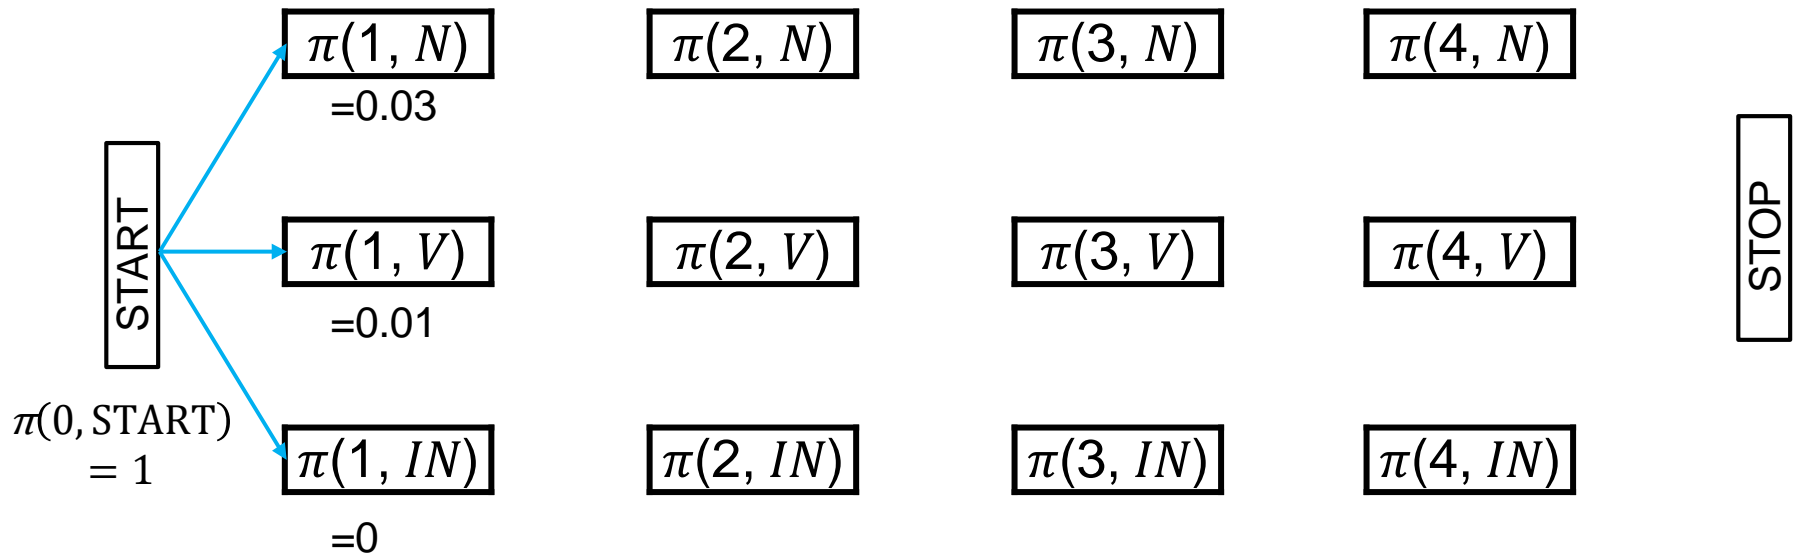 π(1, N)
π(2, N)
π(3, N)
π(4, N)
=0.03
START
π(1, V)
π(2, V)
π(3, V)
π(4, V)
STOP
=0.01
π(0, START)
= 1
π(1, IN)
π(2, IN)
π(3, IN)
π(4, IN)
=0